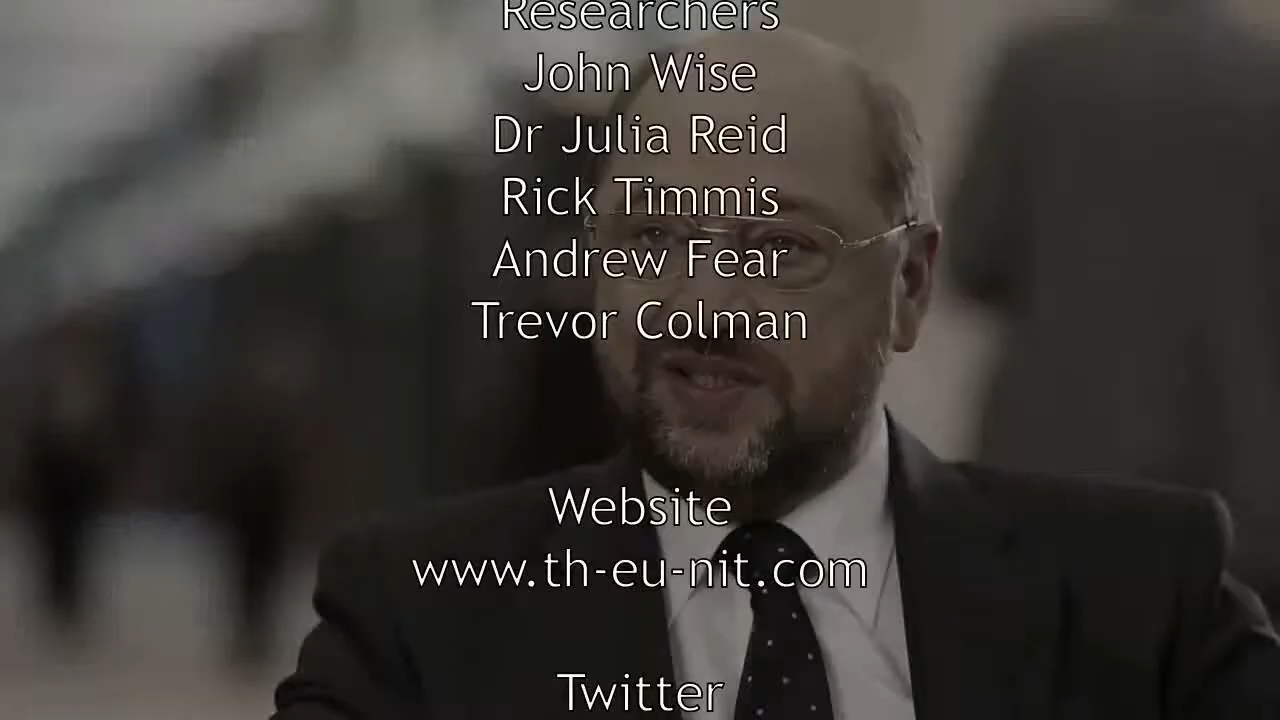 Researchers
John Wise
Dr Julia Reid
Rick Timmis
Andrew Fear
Trevor Colman
Website
www.th-eu-nit.com
Twitter